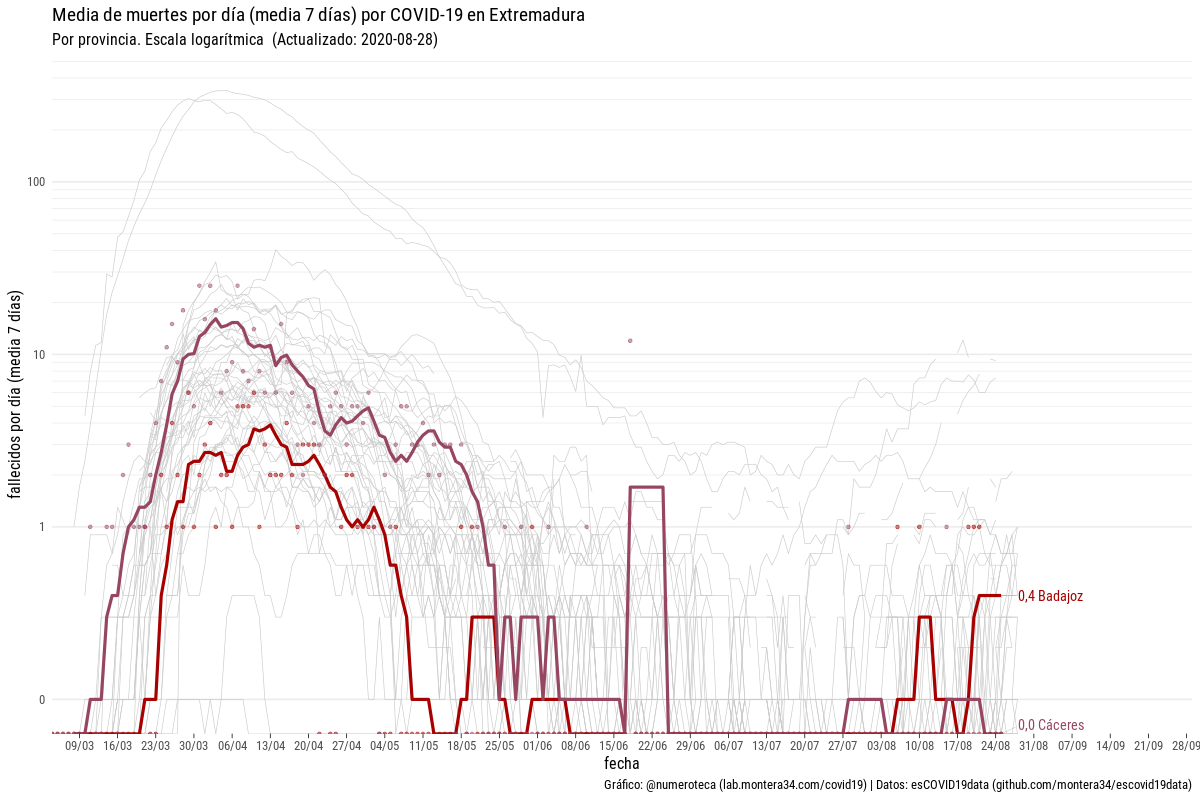 Media de muertes por día (media 7 días) por COVID-19 en Extremadura
Por provincia. Escala logarítmica (Actualizado: 2020-08-28)
fallecidos por día (media 7 días)
100
10
1
0
0,4 Badajoz
0,0 Cáceres
09/03 16/03 23/03 30/03 06/04 13/04 20/04 27/04 04/05 11/05 18/05 25/05 01/06 08/06 15/06 22/06 29/06 06/07 13/07 20/07 27/07 03/08 10/08 17/08 24/08 31/08 07/09 14/09 21/09 28/09
fecha
Gráfico: @numeroteca (lab.montera34.com/covid19) | Datos: esCOVID19data (github.com/montera34/escovid19data)